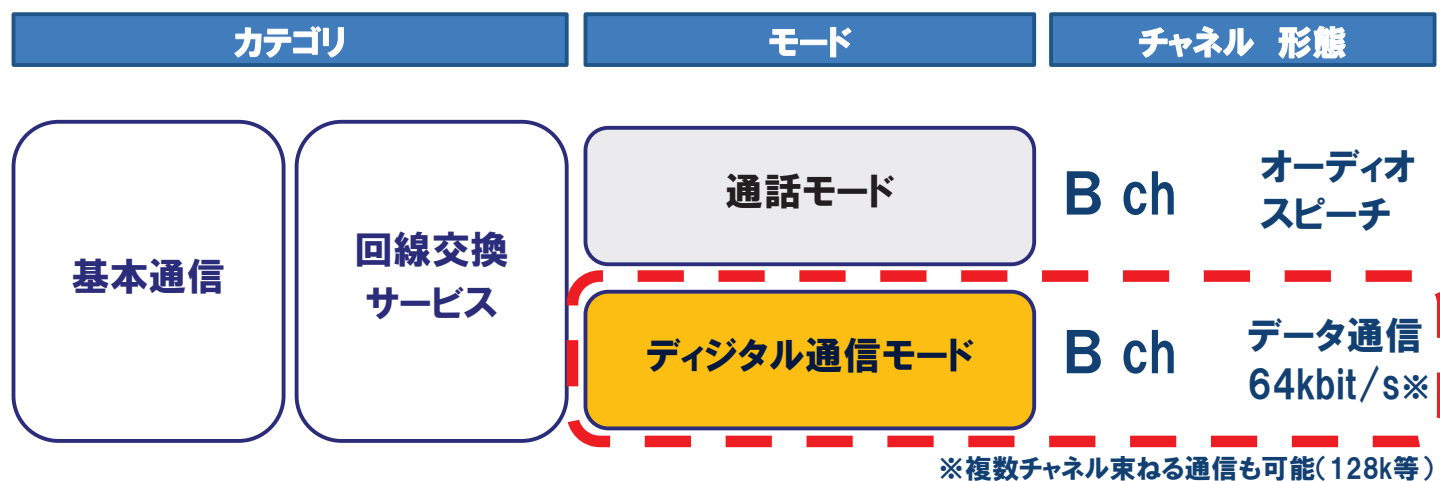 カテゴリ
モード
チャネル 形態
基本通信
回線交換
サービス
通話モード
B ch
オーディオ
スピーチ
ディジタル通信モード
B ch
データ通信
64kbit/s※
※複数チャネル束ねる通信も可能(128k等)